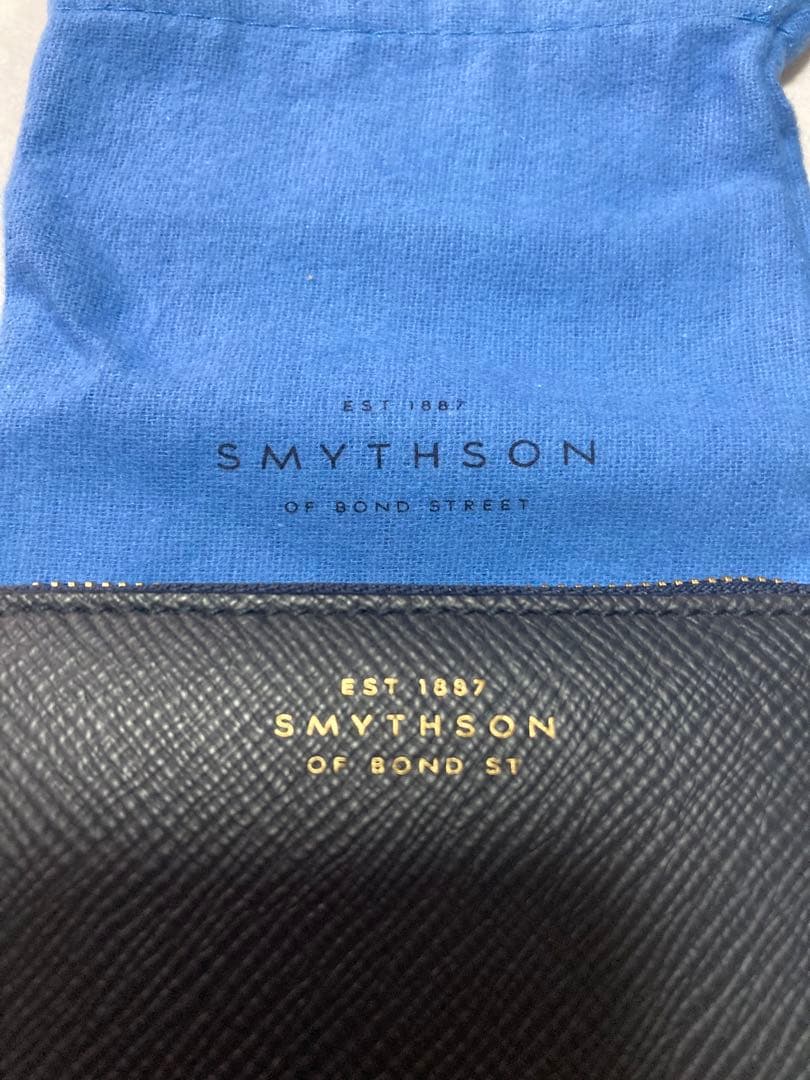 EST 1887
SMYTHSON
OF BOND STREET
EST 1887
SMYTHSON
OF BOND ST